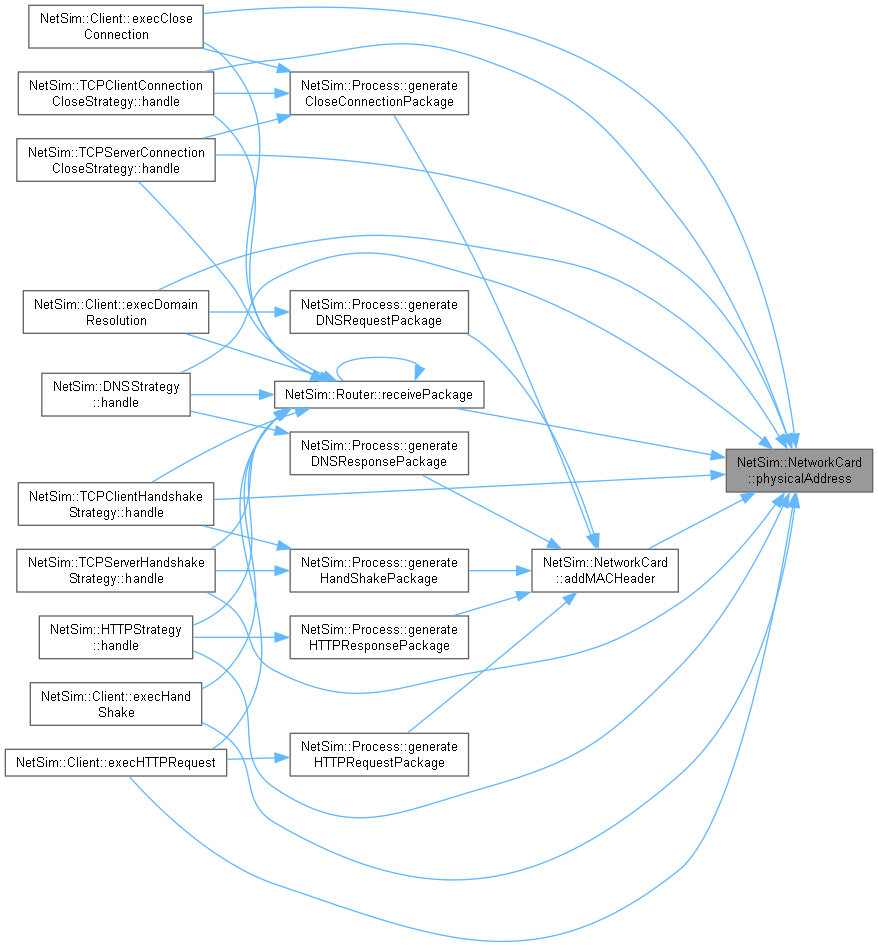 NetSim::Client::execClose
Connection
NetSim::TCPClientConnection
CloseStrategy::handle
NetSim::Process::generate
CloseConnectionPackage
NetSim::TCPServerConnection
CloseStrategy::handle
NetSim::Client::execDomain
Resolution
NetSim::Process::generate
DNSRequestPackage
NetSim::DNSStrategy
::handle
NetSim::Router::receivePackage
NetSim::Process::generate
DNSResponsePackage
NetSim::NetworkCard
::physicalAddress
NetSim::TCPClientHandshake
Strategy::handle
NetSim::TCPServerHandshake
Strategy::handle
NetSim::Process::generate
HandShakePackage
NetSim::NetworkCard
::addMACHeader
NetSim::HTTPStrategy
::handle
NetSim::Process::generate
HTTPResponsePackage
NetSim::Client::execHand
Shake
NetSim::Client::execHTTPRequest
NetSim::Process::generate
HTTPRequestPackage